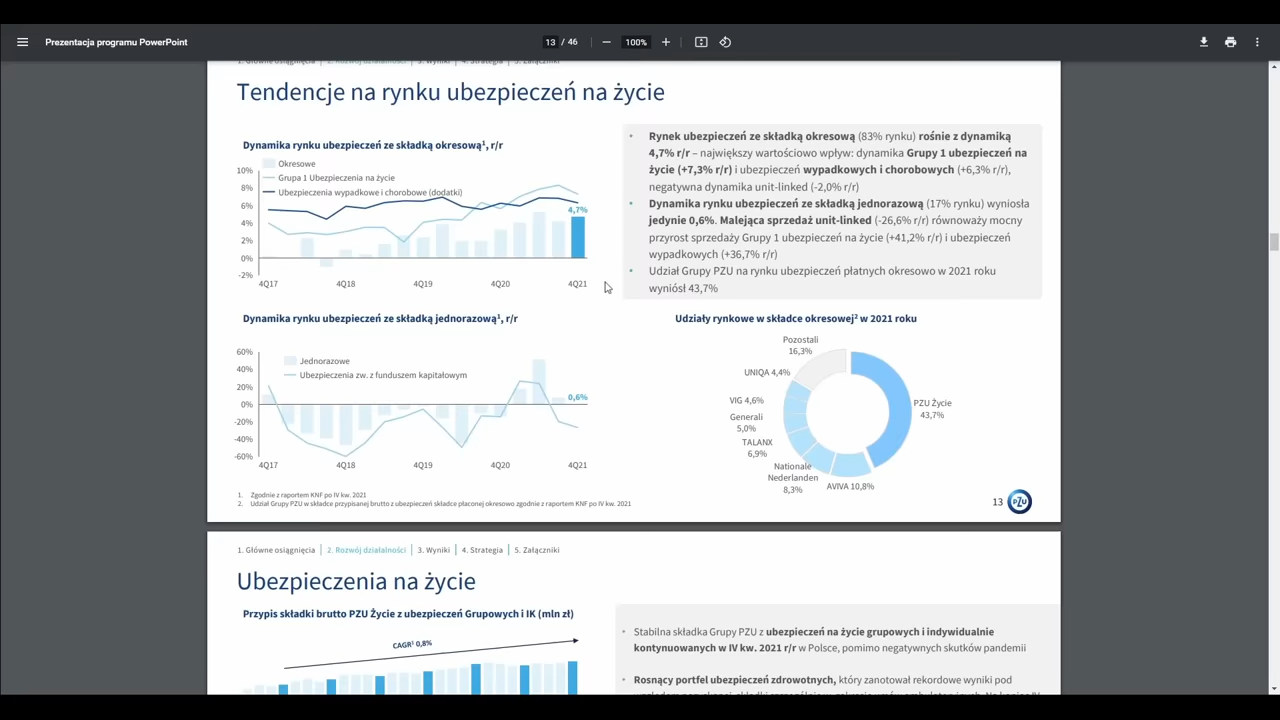 Prezentacja programu PowerPoint
13 / 46
100%
1. Główne osiągnięcia | 2. Rozwój działalności | 3. Wyniki | 4. Strategia | 5. Załączniki
Tendencje na rynku ubezpieczeń na życie
Dynamika rynku ubezpieczeń ze składką okresową¹, r/r
Okresowe
Grupa 1 Ubezpieczenia na życie
Ubezpieczenia wypadkowe i chorobowe (dodatki)
10%
8%
6%
4%
2%
0%
-2%
4,7%
4Q17 4Q18 4Q19 4Q20 4Q21
• Rynek ubezpieczeń ze składką okresową (83% rynku) rośnie z dynamiką
4,7% r/r – największy wartościowo wpływ: dynamika Grupy 1 ubezpieczeń na
życie (+7,3% r/r) i ubezpieczeń wypadkowych i chorobowych (+6,3% r/r),
negatywna dynamika unit-linked (-2,0% r/r)
• Dynamika rynku ubezpieczeń ze składką jednorazową (17% rynku) wyniosła
jedynie 0,6%. Malejąca sprzedaż unit-linked (-26,6% r/r) równoważy mocny
przyrost sprzedaży Grupy 1 ubezpieczeń na życie (+41,2% r/r) i ubezpieczeń
wypadkowych (+36,7% r/r)
• Udział Grupy PZU na rynku ubezpieczeń płatnych okresowo w 2021 roku
wyniósł 43,7%
Dynamika rynku ubezpieczeń ze składką jednorazową¹, r/r
Jednorazowe
Ubezpieczenia zw. z funduszem kapitałowym
60%
40%
20%
0%
-20%
-40%
-60%
0,6%
4Q17 4Q18 4Q19 4Q20 4Q21
Udziały rynkowe w składce okresowej² w 2021 roku
Pozostali
16,3%
UNIQA 4,4%
VIG 4,6%
Generali
5,0%
TALANX
6,9%
Nationale
Nederlanden
8,3%
AVIVA 10,8%
PZU Życie
43,7%
1. Zgodnie z raportem KNF po IV kw. 2021
2. Udział Grupy PZU w składce przypisanej brutto z ubezpieczeń składce płaconej okresowo zgodnie z raportem KNF po IV kw. 2021
13
PZU
1. Główne osiągnięcia | 2. Rozwój działalności | 3. Wyniki | 4. Strategia | 5. Załączniki
Ubezpieczenia na życie
Przypis składki brutto PZU Życie z ubezpieczeń Grupowych i IK (mln zł)
CAGR¹ 0,8%
• Stabilna składka Grupy PZU z ubezpieczeń na życie grupowych i indywidualnie
kontynuowanych w IV kw. 2021 r/r w Polsce, pomimo negatywnych skutków pandemii
• Rosnący portfel ubezpieczeń zdrowotnych, który zanotował rekordowe wyniki pod